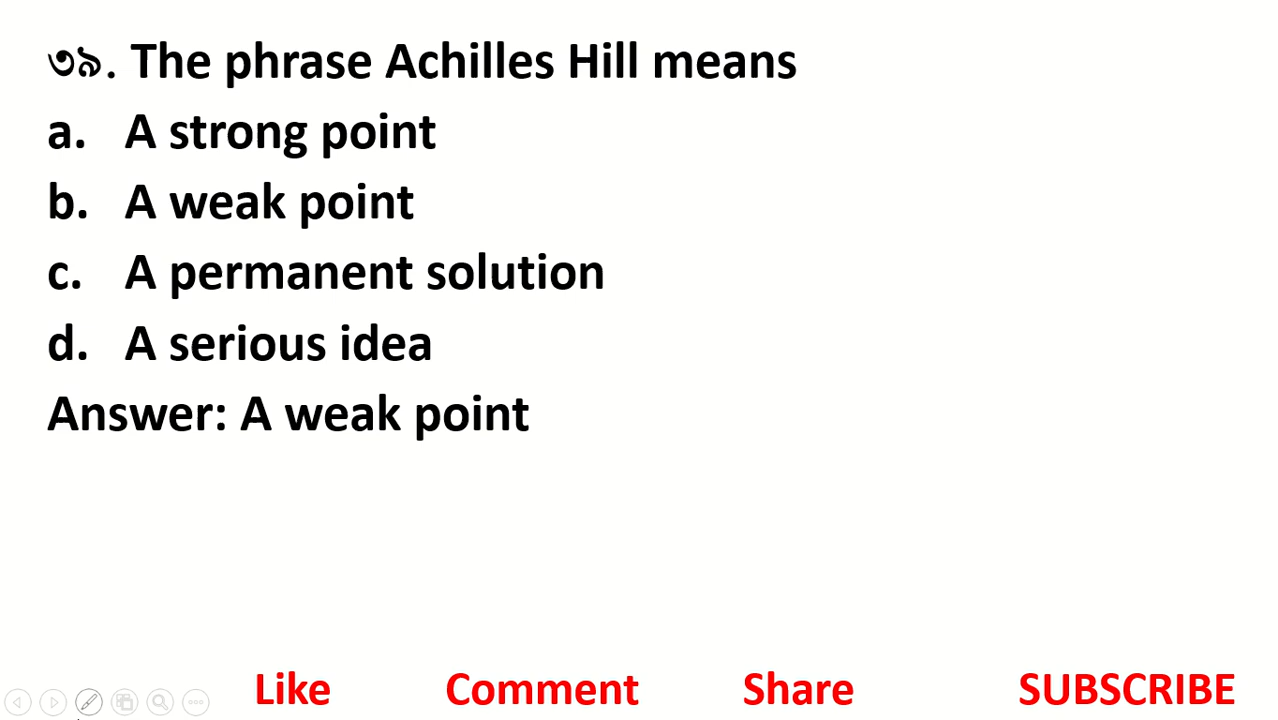 ৩৯. The phrase Achilles Hill means
a. A strong point
b. A weak point
c. A permanent solution
d. A serious idea
Answer: A weak point
Like Comment Share SUBSCRIBE